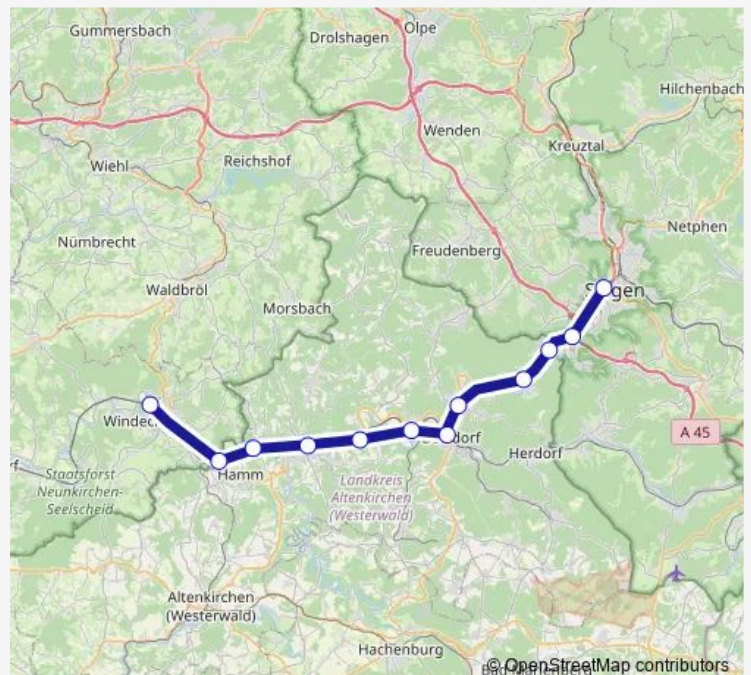 Gummersbach
Drolshagen
Olpe
Hilchenbach
Wenden
Kreuztal
Wiehl
Reichshof
Netphen
Nümbrecht
Freudenberg
Waldbröl
Morsbach
A 45
Herdorf
Hamm
Staatsforst
Neunkirchen-
Seelscheid
Landkreis
Altenkirchen
(Westerwald)
Altenkirchen
(Westerwald)
Hachenburg
© OpenStreetMap contributors